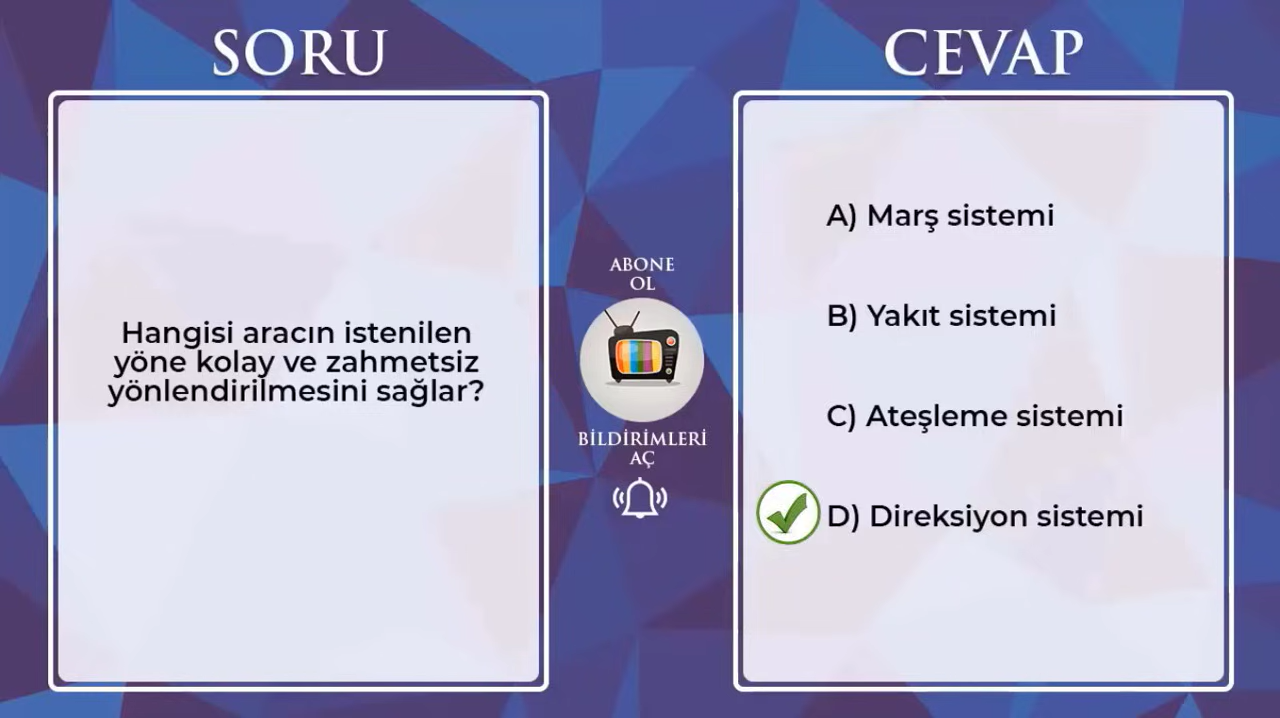 SORU
Hangisi aracın istenilen
yöne kolay ve zahmetsiz
yönlendirilmesini sağlar?
ABONE
OL
BİLDİRİMLERİ
AÇ
CEVAP
A) Marş sistemi
B) Yakıt sistemi
C) Ateşleme sistemi
D) Direksiyon sistemi